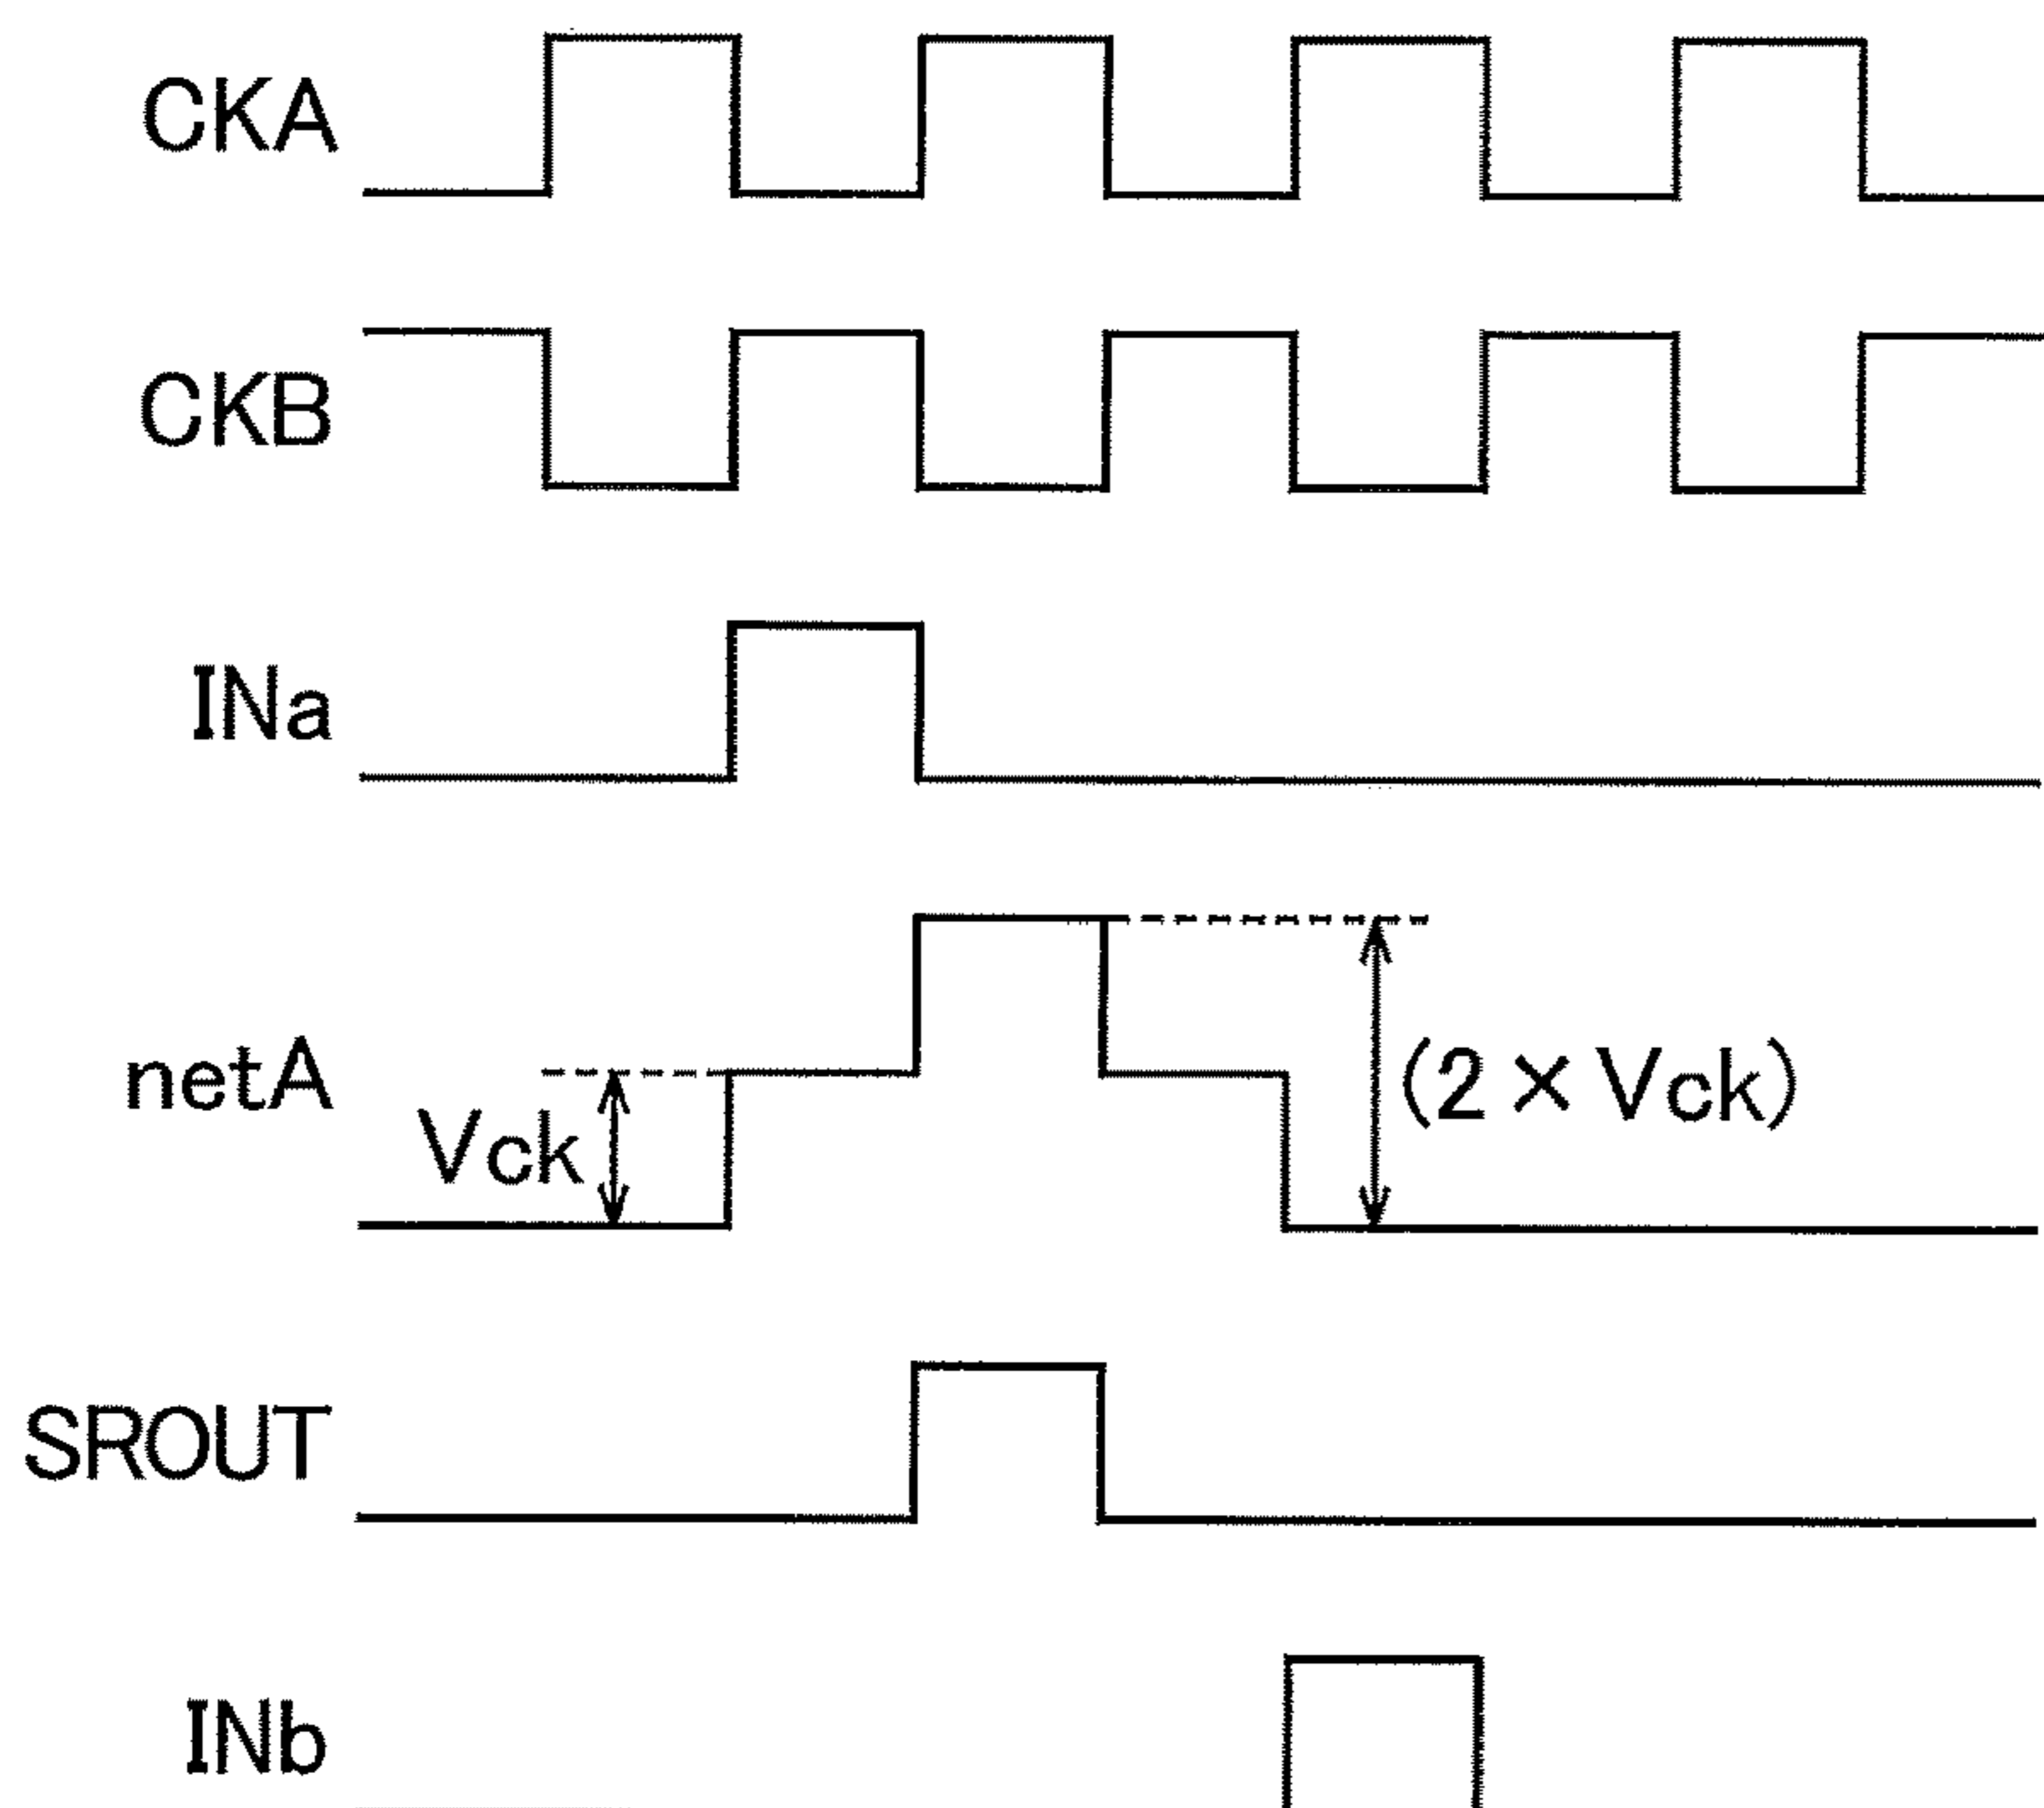 CKA
CKB
INa
netA
Vck
(2 × Vck)
SROUT
INb